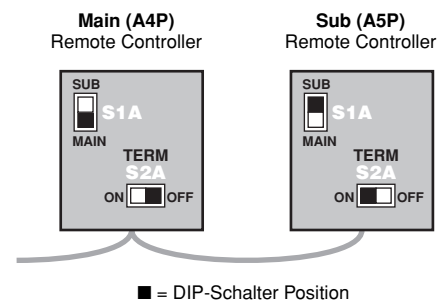 Main (A4P)
Remote Controller
SUB
S1A
MAIN
TERM
S2A
ON OFF
Sub (A5P)
Remote Controller
SUB
S1A
MAIN
TERM
S2A
ON OFF
■ = DIP-Schalter Position